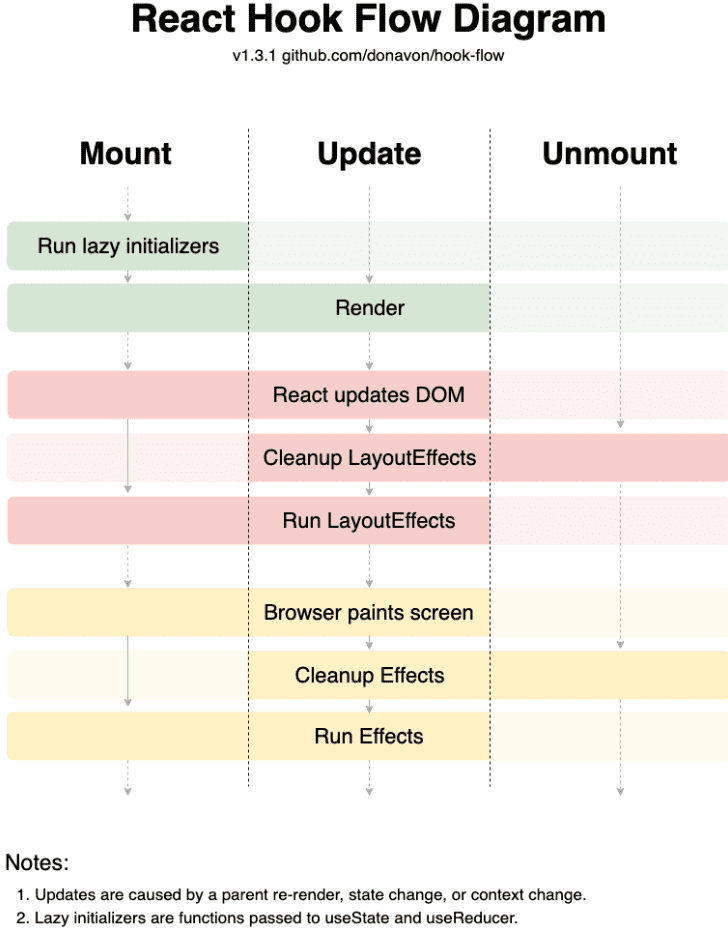 React Hook Flow Diagram
v1.3.1 github.com/donavon/hook-flow
Mount
Update
Unmount
Run lazy initializers
Render
React updates DOM
Cleanup LayoutEffects
Run LayoutEffects
Browser paints screen
Cleanup Effects
Run Effects
Notes:
1. Updates are caused by a parent re-render, state change, or context change.
2. Lazy initializers are functions passed to useState and useReducer.